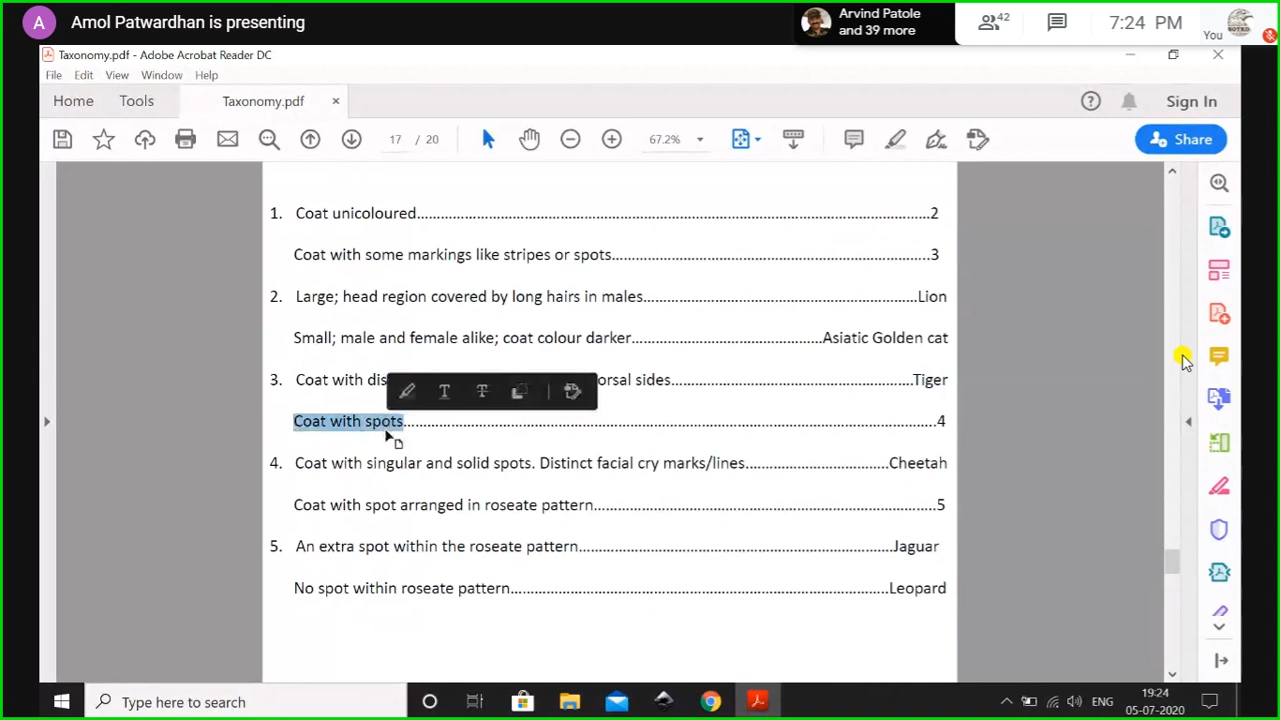 A Amol Patwardhan is presenting
Arvind Patole
and 39 more
42
7:24 PM
You
Taxonomy.pdf - Adobe Acrobat Reader DC
File Edit View Window Help
Home Tools Taxonomy.pdf × Sign In
17 / 20 67.2% Share
1. Coat unicoloured.....2
Coat with some markings like stripes or spots.....3
2. Large; head region covered by long hairs in males.....Lion
Small; male and female alike; coat colour darker.....Asiatic Golden cat
3. Coat with orsal sides.....Tiger
Coat with spots.....4
4. Coat with singular and solid spots. Distinct facial cry marks/lines.....Cheetah
Coat with spot arranged in roseate pattern.....5
5. An extra spot within the roseate pattern.....Jaguar
No spot within roseate pattern.....Leopard
Type here to search
ENG
19:24
05-07-2020